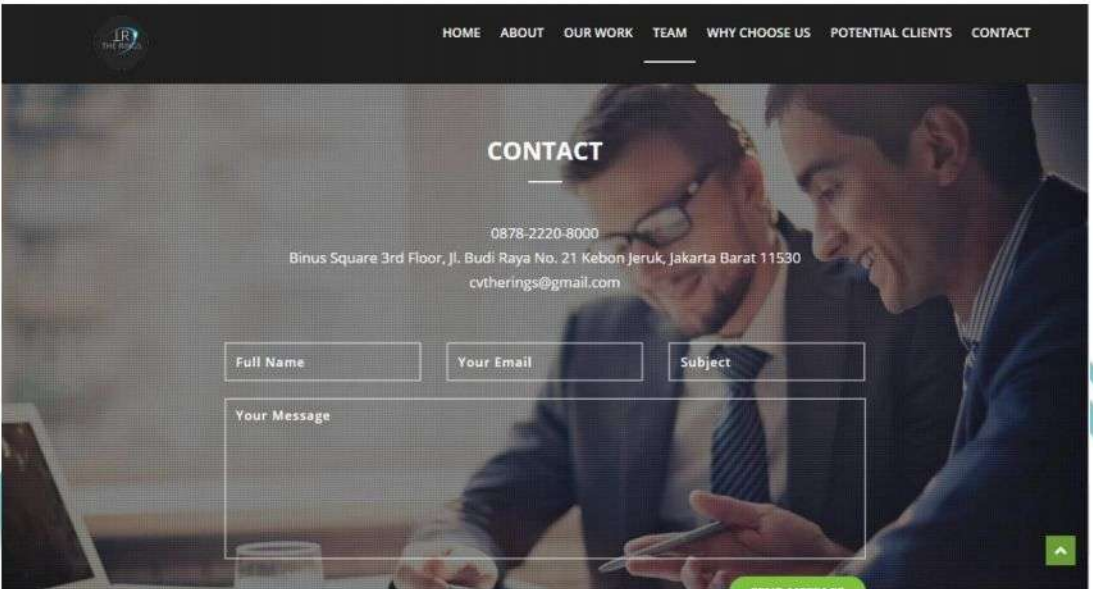 THE RINGS
HOME ABOUT OUR WORK TEAM WHY CHOOSE US POTENTIAL CLIENTS CONTACT
CONTACT
0878-2220-8000
Binus Square 3rd Floor, Jl. Budi Raya No. 21 Kebon Jeruk, Jakarta Barat 11530
cvtherings@gmail.com
Full Name Your Email Subject
Your Message